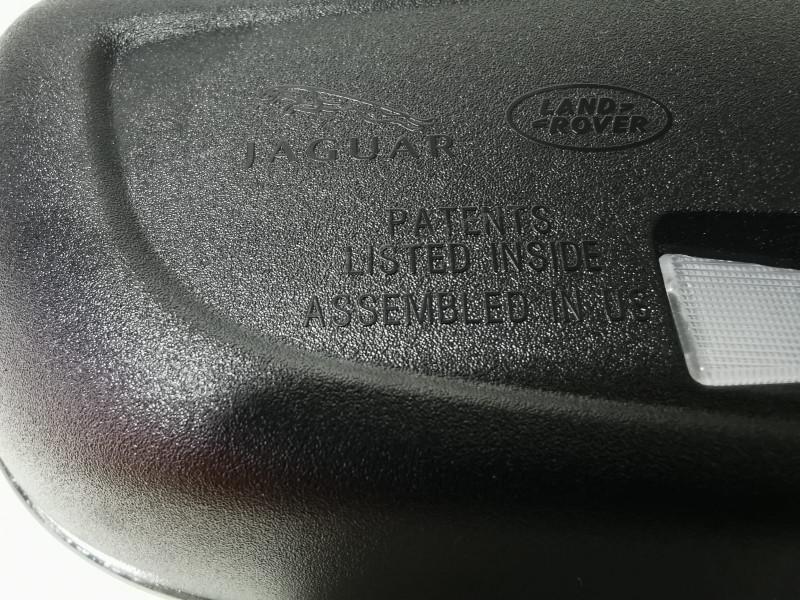 JAGUAR
LAND-
-ROVER
PATENTS
LISTED INSIDE
ASSEMBLED IN US